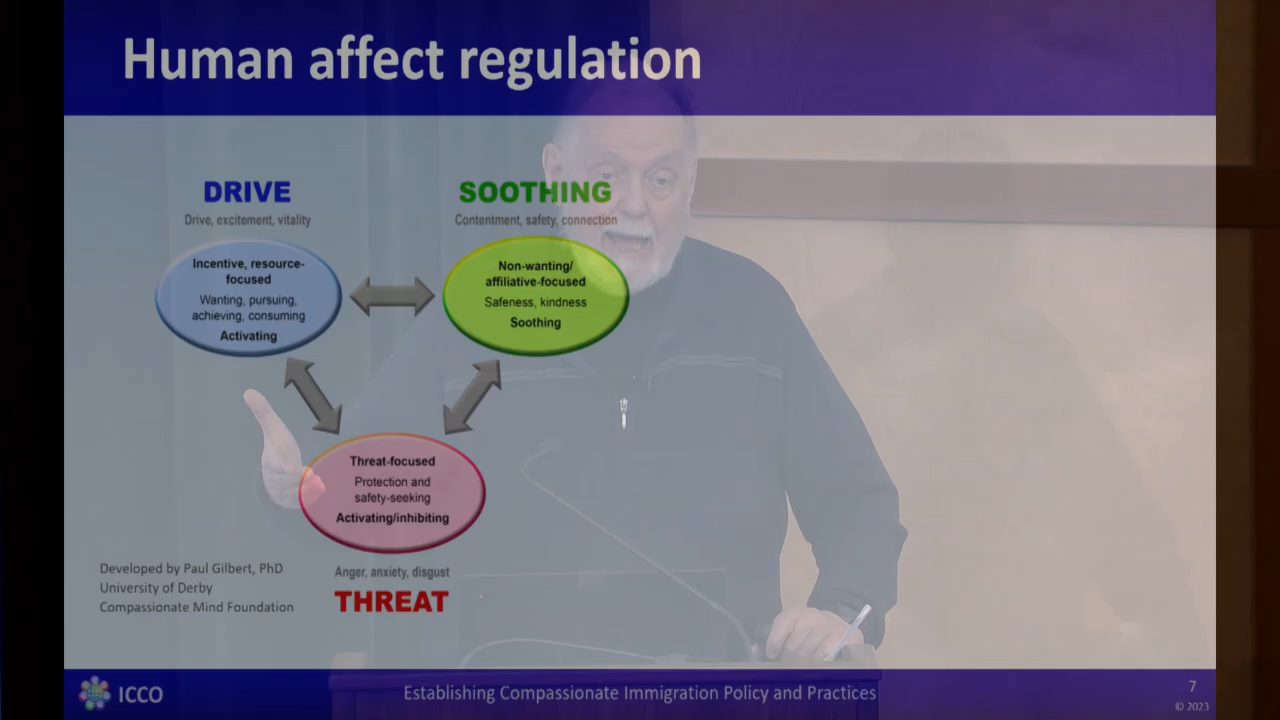 Human affect regulation
DRIVE
Drive, excitement, vitality
Incentive, resource-
focused
Wanting, pursuing,
achieving, consuming
Activating
SOOTHING
Contentment, safety, connection
Non-wanting/
affiliative-focused
Safeness, kindness
Soothing
Threat-focused
Protection and
safety-seeking
Activating/inhibiting
Anger, anxiety, disgust
THREAT
Developed by Paul Gilbert, PhD
University of Derby
Compassionate Mind Foundation
ICCO
Establishing Compassionate Immigration Policy and Practices
7
© 2023